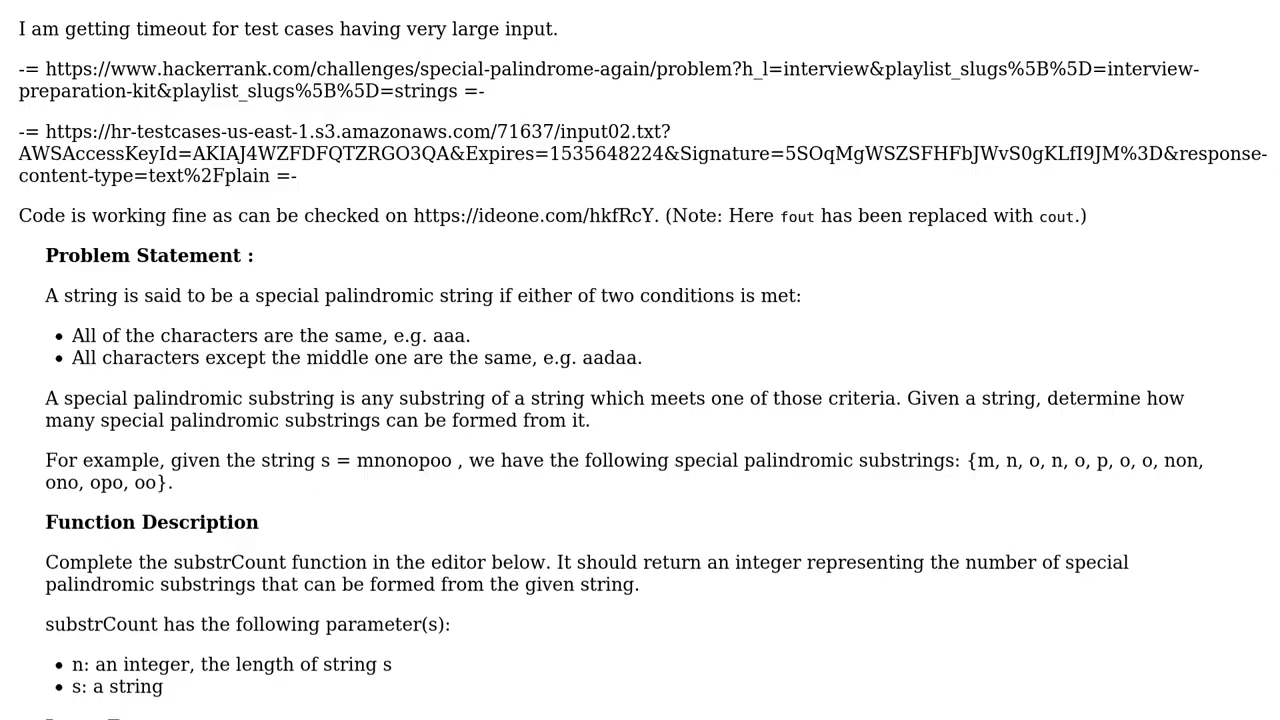 I am getting timeout for test cases having very large input.
-= https://www.hackerrank.com/challenges/special-palindrome-again/problem?h_l=interview&playlist_slugs%5B%5D=interview-
preparation-kit&playlist_slugs%5B%5D=strings =-
-= https://hr-testcases-us-east-1.s3.amazonaws.com/71637/input02.txt?
AWSAccessKeyId=AKIAJ4WZFDFQTZRGO3QA&Expires=1535648224&Signature=5SOqMgWSZSFHFbJWvS0gKLfI9JM%3D&response-
content-type=text%2Fplain =-
Code is working fine as can be checked on https://ideone.com/hkfRcY. (Note: Here fout has been replaced with cout.)
Problem Statement :
A string is said to be a special palindromic string if either of two conditions is met:
• All of the characters are the same, e.g. aaa.
• All characters except the middle one are the same, e.g. aadaa.
A special palindromic substring is any substring of a string which meets one of those criteria. Given a string, determine how
many special palindromic substrings can be formed from it.
For example, given the string s = mnonopoo , we have the following special palindromic substrings: {m, n, o, n, o, p, o, o, non,
ono, opo, oo}.
Function Description
Complete the substrCount function in the editor below. It should return an integer representing the number of special
palindromic substrings that can be formed from the given string.
substrCount has the following parameter(s):
• n: an integer, the length of string s
• s: a string